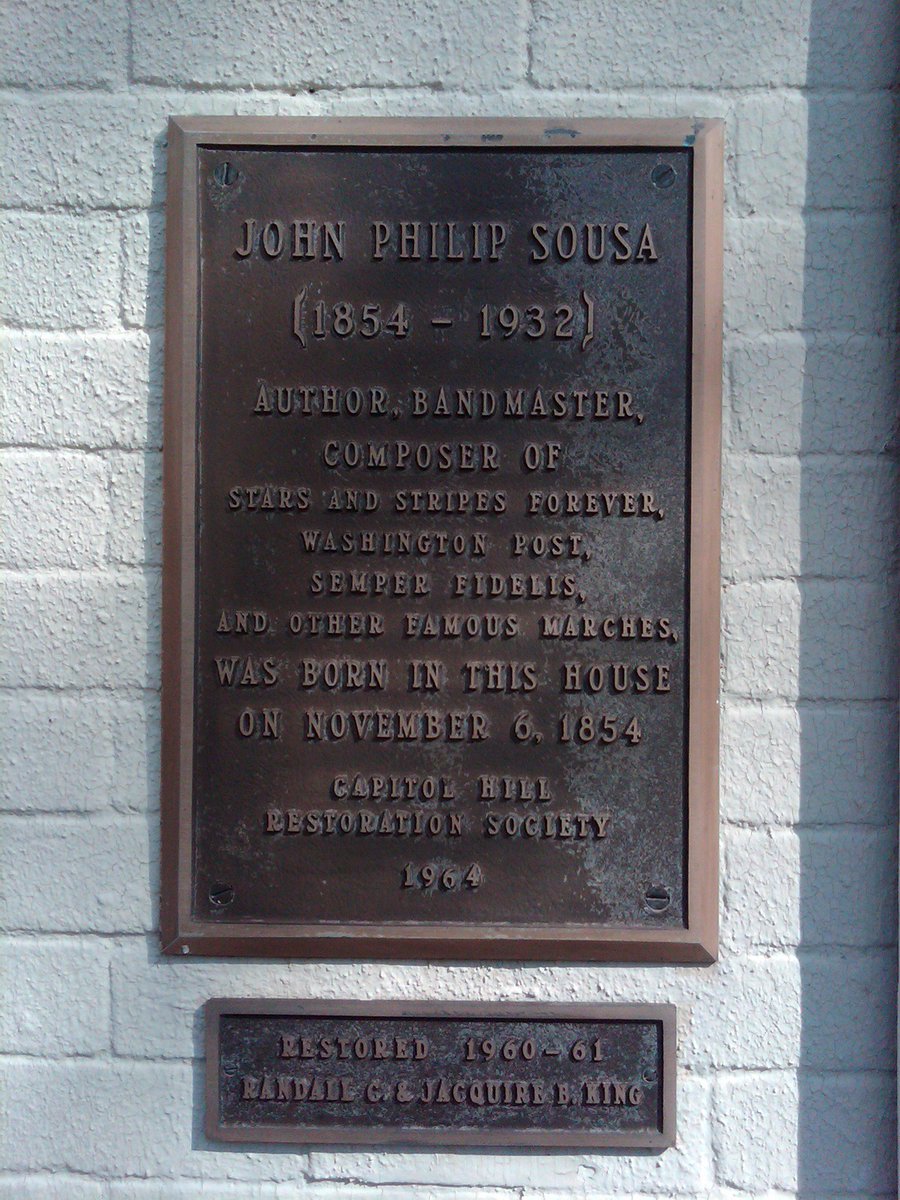 JOHN PHILIP SOUSA
(1854 - 1932)
AUTHOR, BANDMASTER,
COMPOSER OF
STARS AND STRIPES FOREVER,
WASHINGTON POST,
SEMPER FIDELIS,
AND OTHER FAMOUS MARCHES,
WAS BORN IN THIS HOUSE
ON NOVEMBER 6, 1854
CAPITOL HILL
RESTORATION SOCIETY
1964
RESTORED 1960-61
RANDALL G. & JACQUIRE B. KING